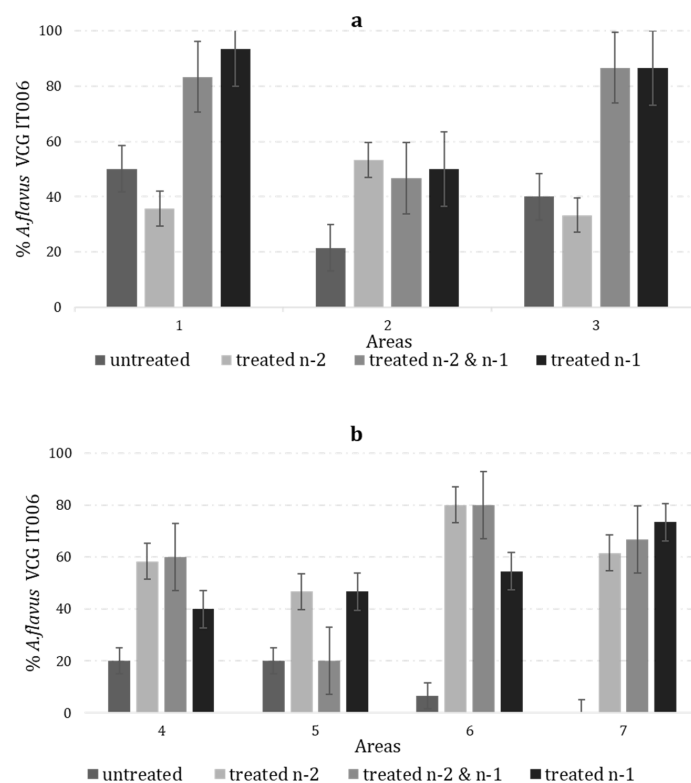 a
100
80
60
40
20
0
% A.flavus VCG IT006
1 2 3
Areas
untreated treated n-2 treated n-2 & n-1 treated n-1
b
100
80
60
40
20
0
% A.flavus VCG IT006
4 5 6 7
Areas
untreated treated n-2 treated n-2 & n-1 treated n-1